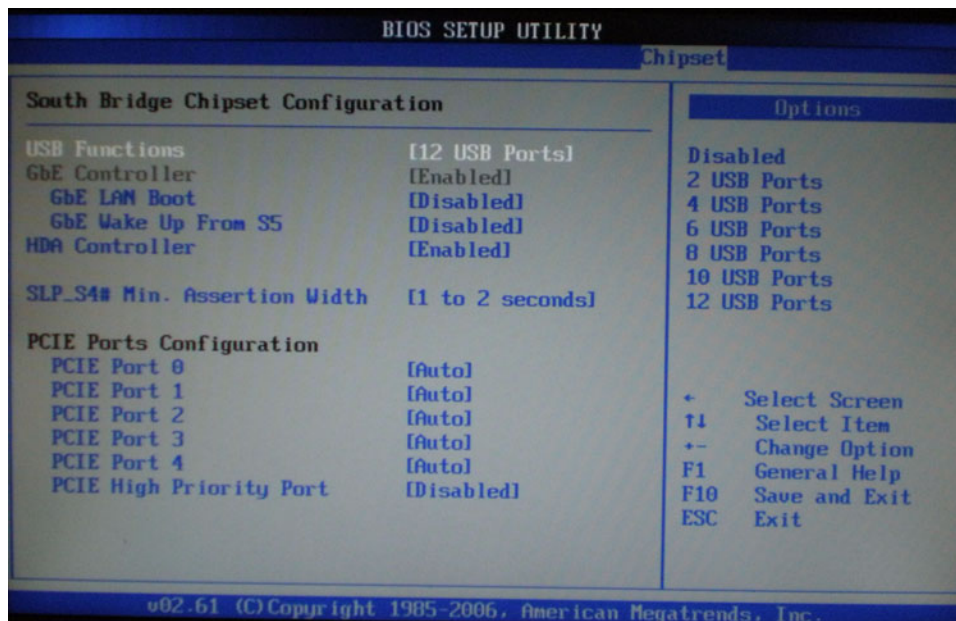 BIOS SETUP UTILITY
Chipset
South Bridge Chipset Configuration
USB Functions [12 USB Ports]
GbE Controller [Enabled]
GbE LAN Boot [Disabled]
GbE Wake Up From S5 [Disabled]
HDA Controller [Enabled]
SLP_S4# Min. Assertion Width [1 to 2 seconds]
PCIE Ports Configuration
PCIE Port 0 [Auto]
PCIE Port 1 [Auto]
PCIE Port 2 [Auto]
PCIE Port 3 [Auto]
PCIE Port 4 [Auto]
PCIE High Priority Port [Disabled]
Options
Disabled
2 USB Ports
4 USB Ports
6 USB Ports
8 USB Ports
10 USB Ports
12 USB Ports
← Select Screen
↑↓ Select Item
+- Change Option
F1 General Help
F10 Save and Exit
ESC Exit
v02.61 (C)Copyright 1985-2006, American Megatrends, Inc.